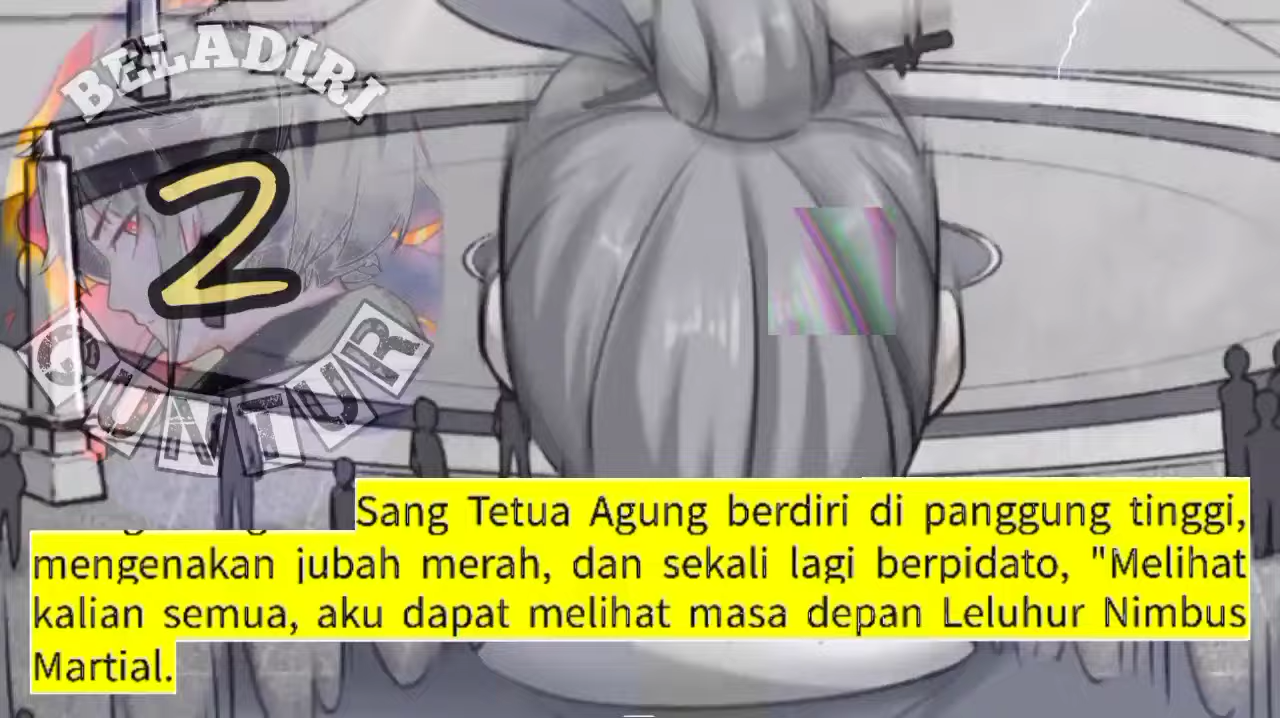 BELADIRI
2
GUNTUR
Sang Tetua Agung berdiri di panggung tinggi,
mengenakan jubah merah, dan sekali lagi berpidato, "Melihat
kalian semua, aku dapat melihat masa depan Leluhur Nimbus
Martial.